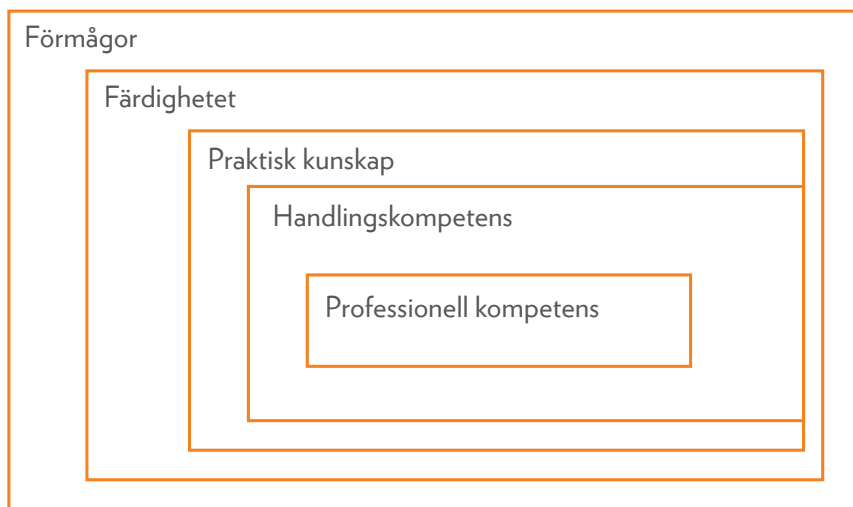 Förmågor
Färdighetet
Praktisk kunskap
Handlingskompetens
Professionell kompetens